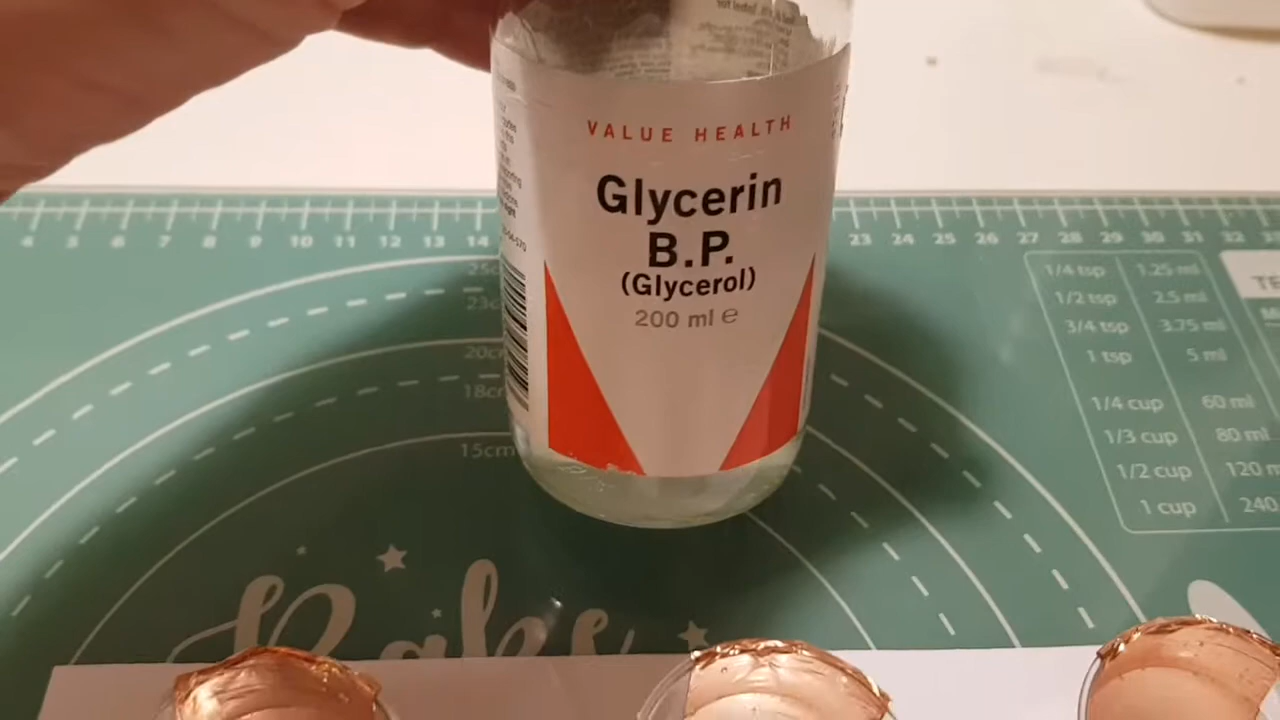 VALUE HEALTH
Glycerin
B.P.
(Glycerol)
200 ml e
4 5 6 7 8 9 10 11 12 13 14
23 24 25 26 27 28 29 30 31 32
20cm
18cm
15cm
1/4 tsp 1.25 ml
1/2 tsp 2.5 ml
3/4 tsp 3.75 ml
1 tsp 5 ml
1/4 cup 60 ml
1/3 cup 80 ml
1/2 cup 120 m
1 cup 240
TE
Bake